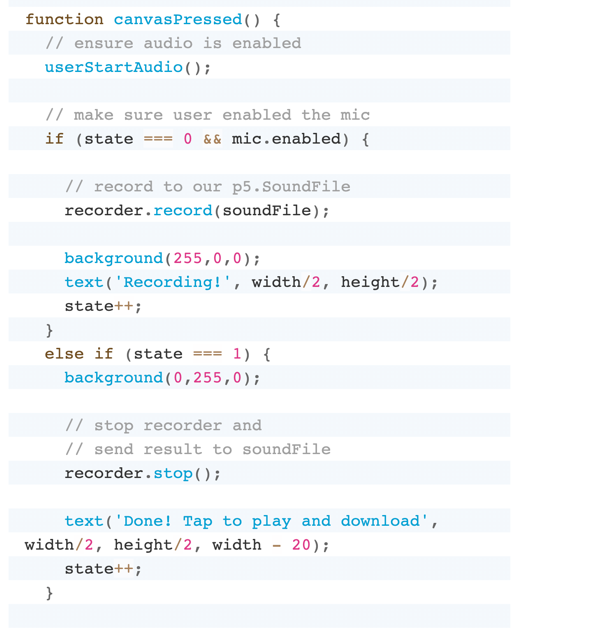 function canvasPressed() {
  // ensure audio is enabled
  userStartAudio();

  // make sure user enabled the mic
  if (state === 0 && mic.enabled) {

    // record to our p5.SoundFile
    recorder.record(soundFile);

    background(255,0,0);
    text('Recording!', width/2, height/2);
    state++;
  }
  else if (state === 1) {
    background(0,255,0);

    // stop recorder and
    // send result to soundFile
    recorder.stop();

    text('Done! Tap to play and download',
width/2, height/2, width - 20);
    state++;
  }